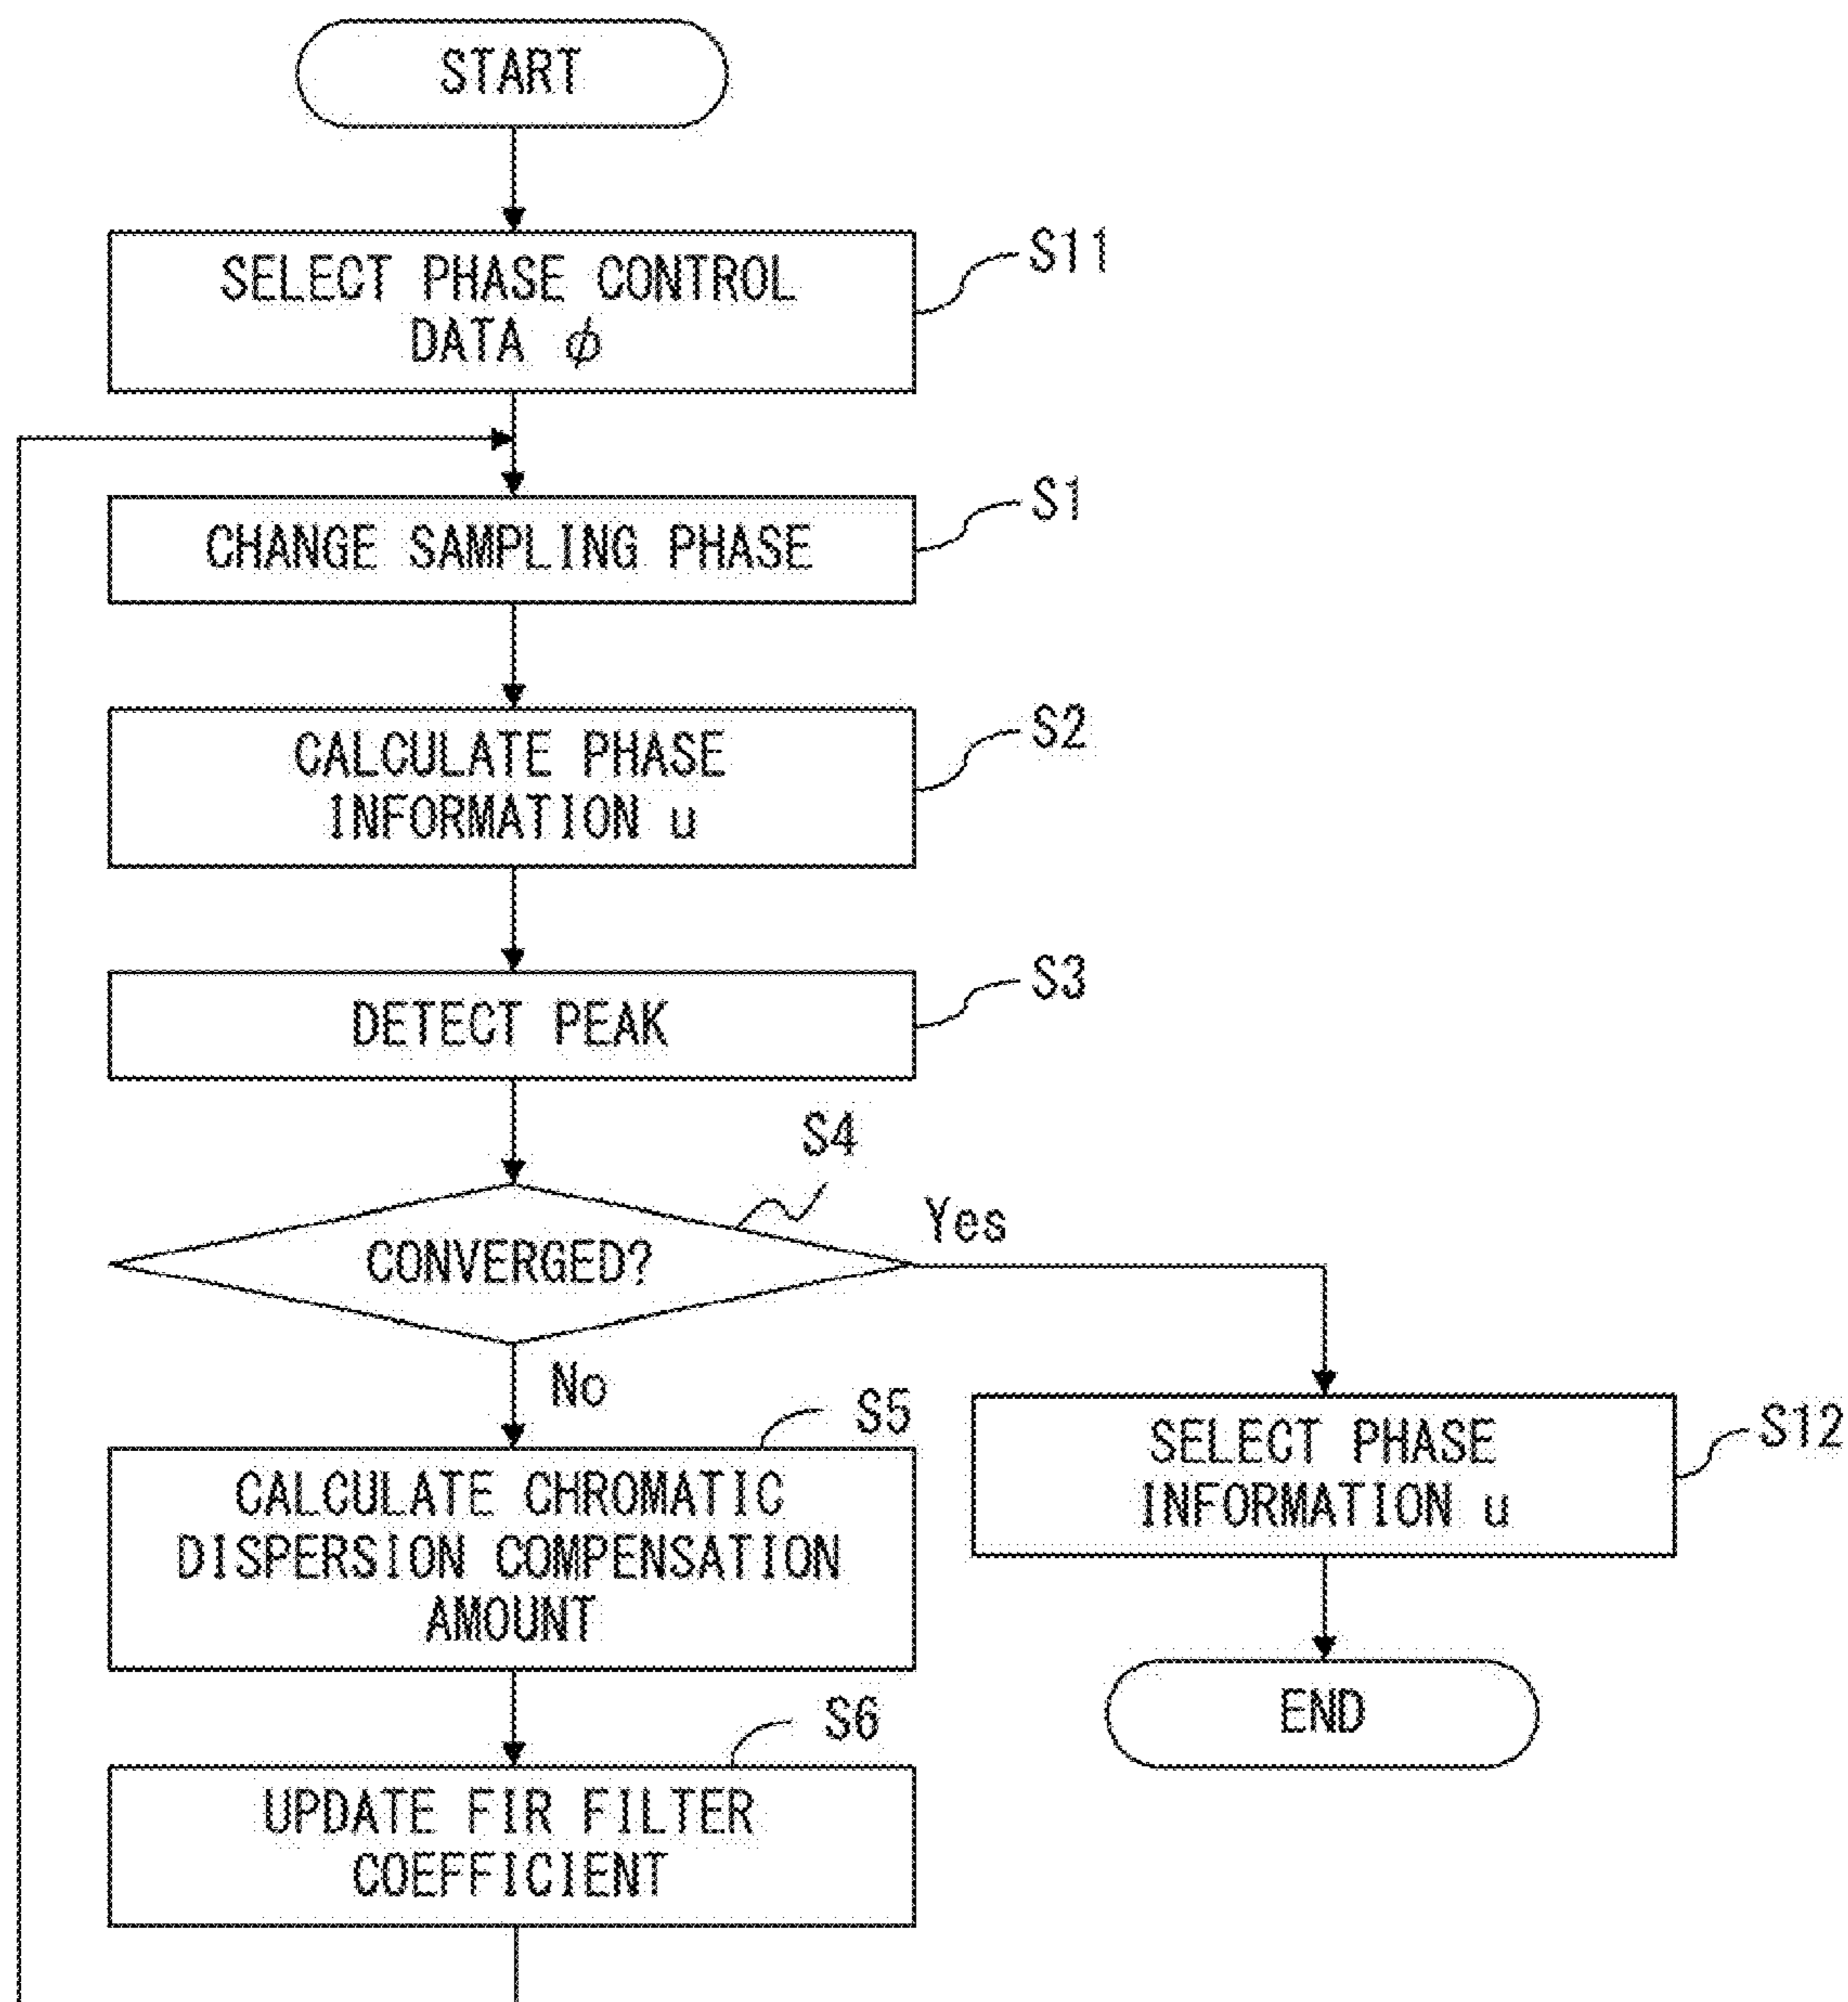 START
SELECT PHASE CONTROL
DATA φ
S11
CHANGE SAMPLING PHASE
S1
CALCULATE PHASE
INFORMATION u
S2
DETECT PEAK
S3
S4
CONVERGED?
Yes
No
CALCULATE CHROMATIC
DISPERSION COMPENSATION
AMOUNT
S5
SELECT PHASE
INFORMATION u
S12
END
UPDATE FIR FILTER
COEFFICIENT
S6